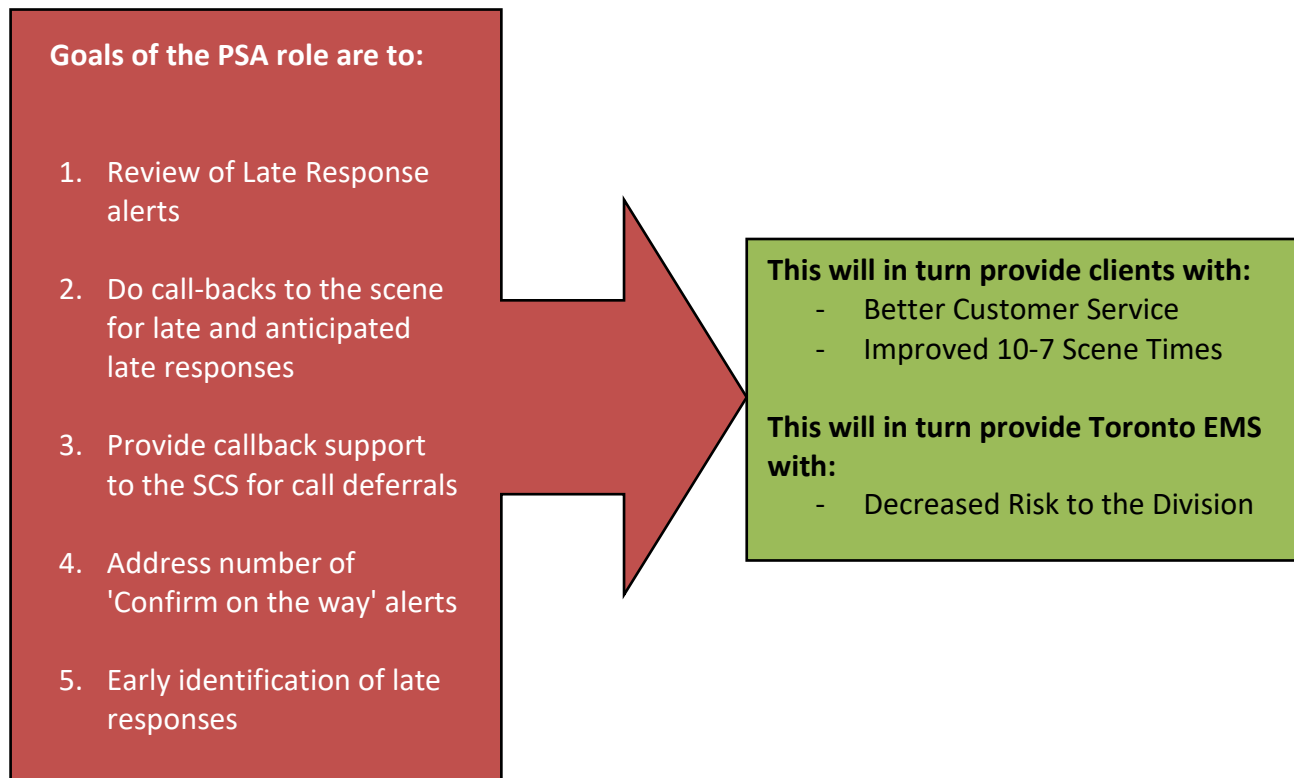 Goals of the PSA role are to:
1. Review of Late Response
alerts
2. Do call-backs to the scene
for late and anticipated
late responses
3. Provide callback support
to the SCS for call deferrals
4. Address number of
'Confirm on the way' alerts
5. Early identification of late
responses
This will in turn provide clients with:
- Better Customer Service
- Improved 10-7 Scene Times
This will in turn provide Toronto EMS
with:
- Decreased Risk to the Division